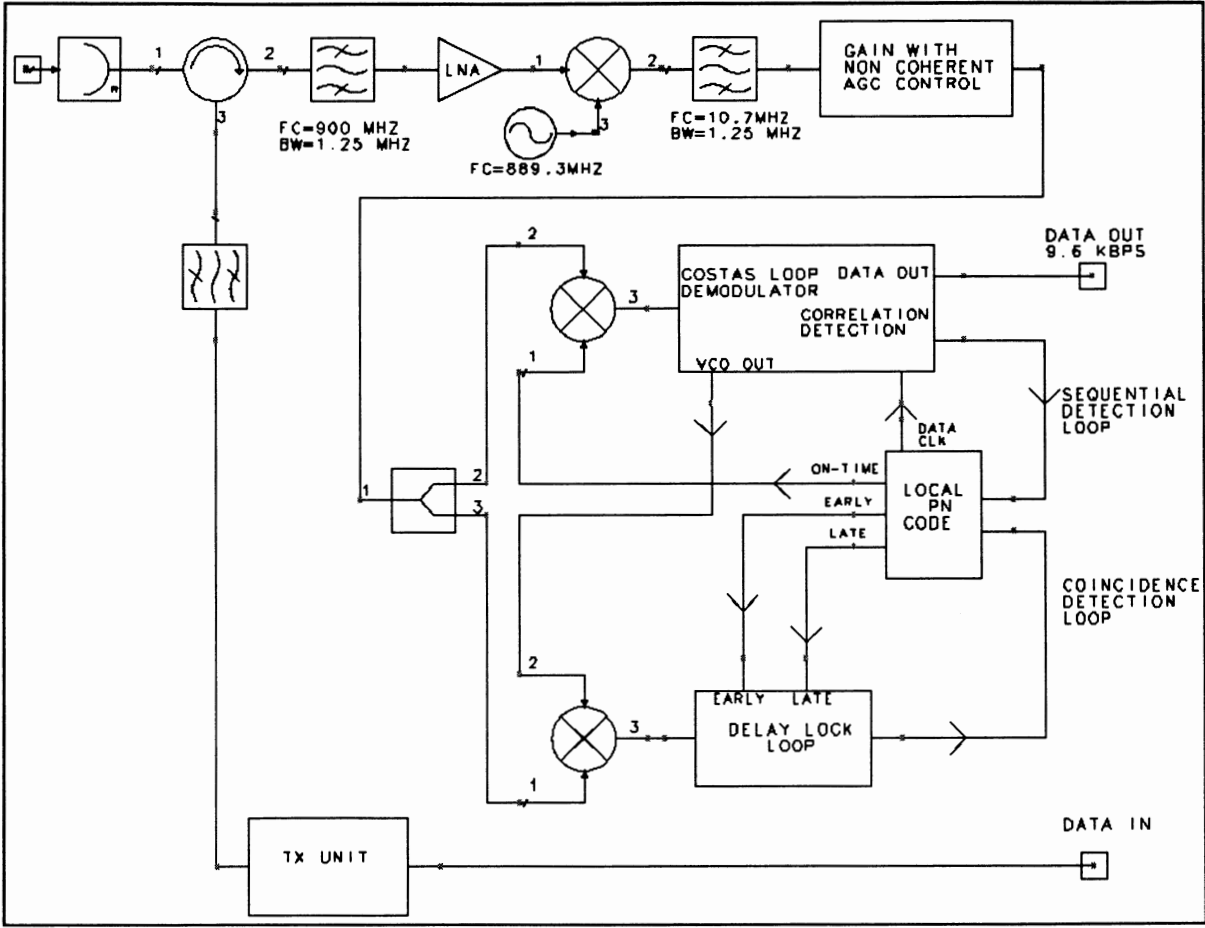 1
2
3
FC=900 MHZ
BW=1.25 MHZ
LNA
1
2
3
FC=889.3MHZ
FC=10.7MHZ
BW=1.25 MHZ
GAIN WITH
NON COHERENT
AGC CONTROL
2
3
1
COSTAS LOOP
DEMODULATOR
DATA OUT
CORRELATION
DETECTION
VCO OUT
DATA OUT
9.6 KBPS
SEQUENTIAL
DETECTION
LOOP
DATA
CLK
ON-TIME
EARLY
LATE
LOCAL
PN
CODE
1
2
3
COINCIDENCE
DETECTION
LOOP
2
3
1
EARLY
LATE
DELAY LOCK
LOOP
TX UNIT
DATA IN